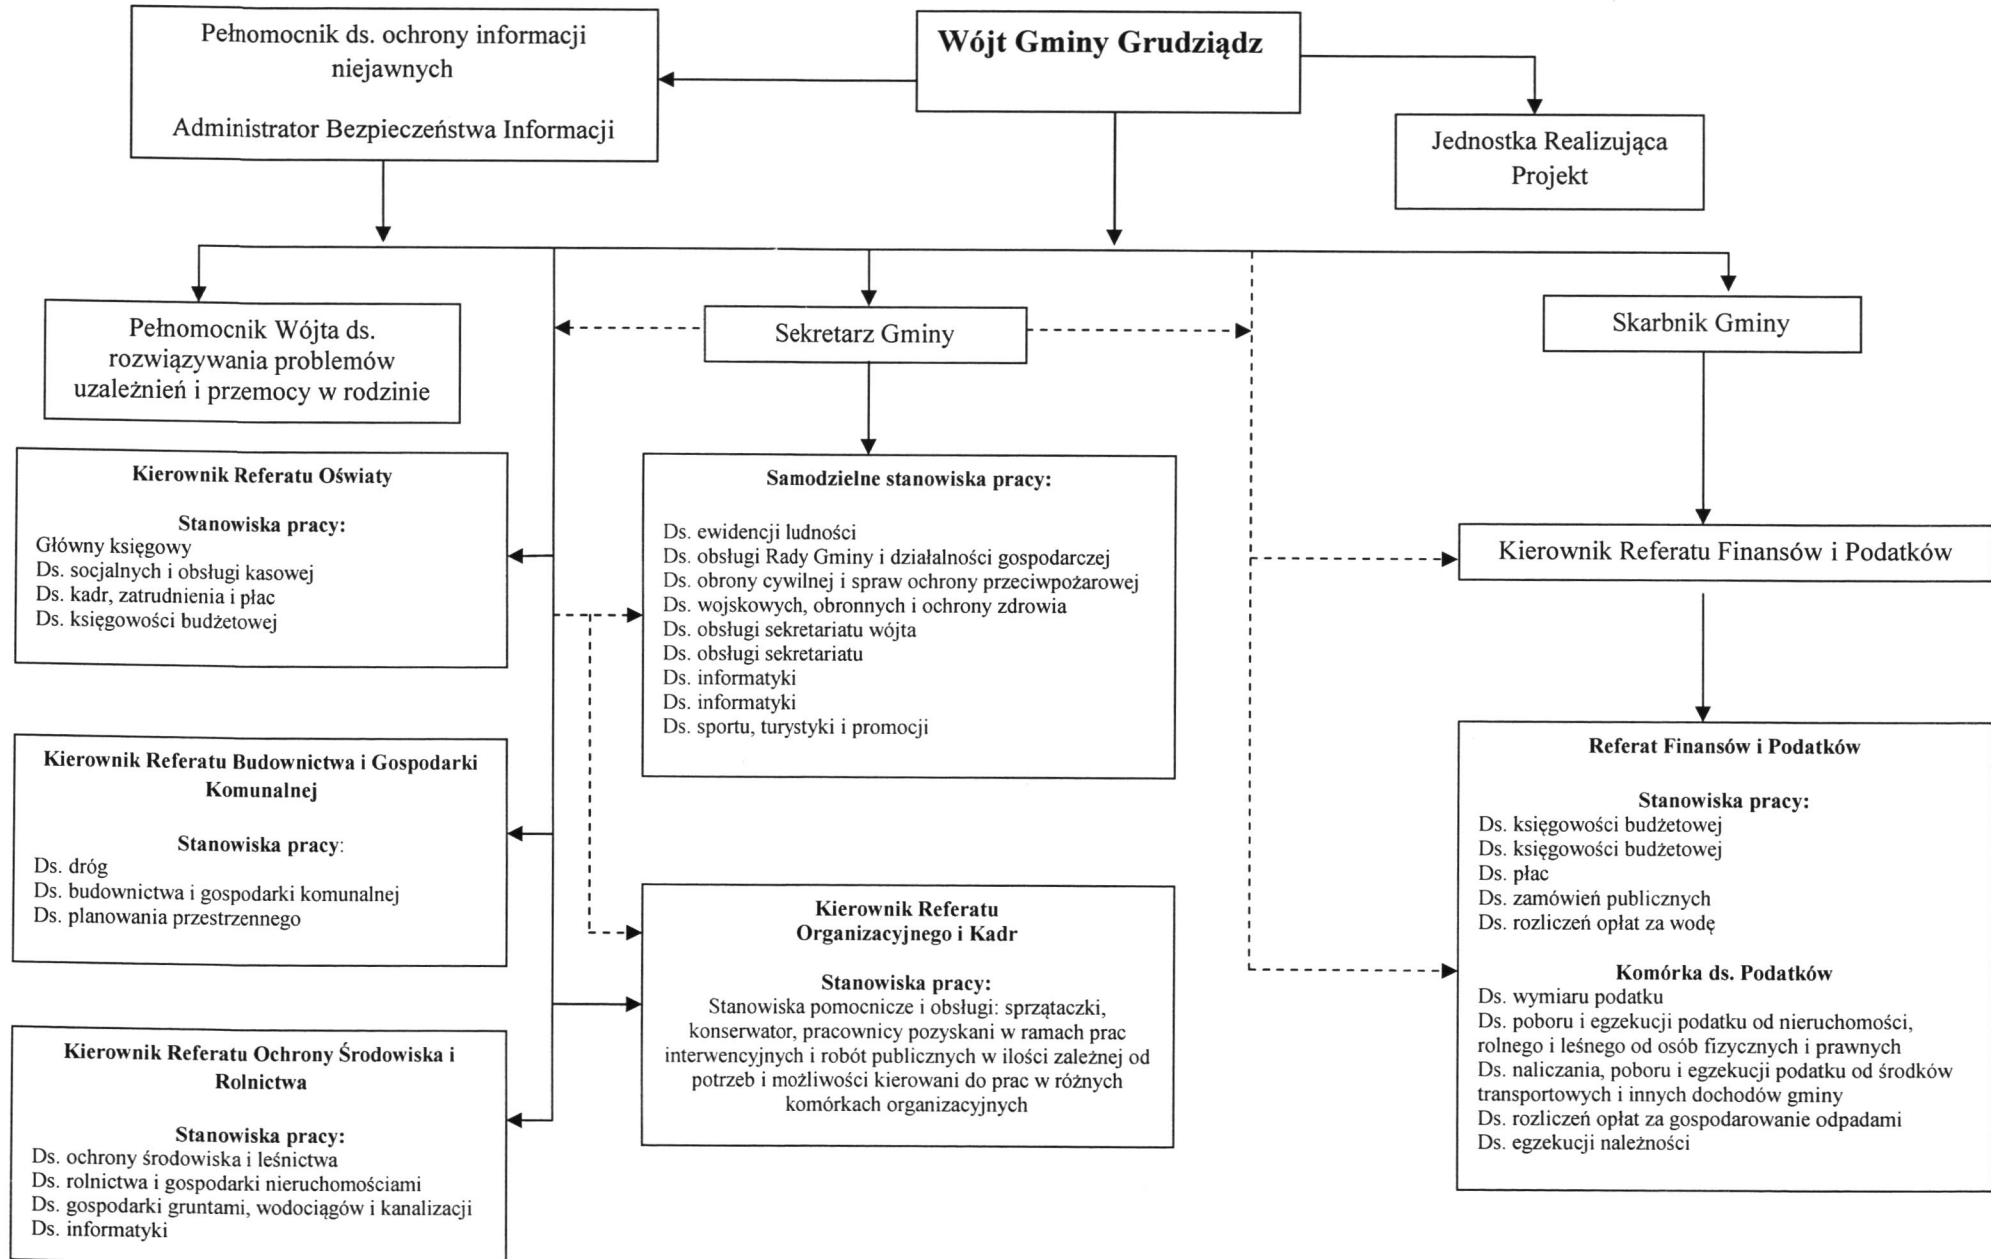 Pełnomocnik ds. ochrony informacji
niejawnych
Administrator Bezpieczeństwa Informacji
Wójt Gminy Grudziądz
Jednostka Realizująca
Projekt
Pełnomocnik Wójta ds.
rozwiązywania problemów
uzależnień i przemocy w rodzinie
Sekretarz Gminy
Skarbnik Gminy
Kierownik Referatu Oświaty
Stanowiska pracy:
Główny księgowy
Ds. socjalnych i obsługi kasowej
Ds. kadr, zatrudnienia i płac
Ds. księgowości budżetowej
Samodzielne stanowiska pracy:
Ds. ewidencji ludności
Ds. obsługi Rady Gminy i działalności gospodarczej
Ds. obrony cywilnej i spraw ochrony przeciwpożarowej
Ds. wojskowych, obronnych i ochrony zdrowia
Ds. obsługi sekretariatu wójta
Ds. obsługi sekretariatu
Ds. informatyki
Ds. informatyki
Ds. sportu, turystyki i promocji
Kierownik Referatu Finansów i Podatków
Kierownik Referatu Budownictwa i Gospodarki
Komunalnej
Stanowiska pracy:
Ds. dróg
Ds. budownictwa i gospodarki komunalnej
Ds. planowania przestrzennego
Kierownik Referatu
Organizacyjnego i Kadr
Stanowiska pracy:
Stanowiska pomocnicze i obsługi: sprzątaczki,
konserwator, pracownicy pozyskani w ramach prac
interwencyjnych i robót publicznych w ilości zależnej od
potrzeb i możliwości kierowani do prac w różnych
komórkach organizacyjnych
Referat Finansów i Podatków
Stanowiska pracy:
Ds. księgowości budżetowej
Ds. księgowości budżetowej
Ds. płac
Ds. zamówień publicznych
Ds. rozliczeń opłat za wodę
Komórka ds. Podatków
Ds. wymiaru podatku
Ds. poboru i egzekucji podatku od nieruchomości,
rolnego i leśnego od osób fizycznych i prawnych
Ds. naliczania, poboru i egzekucji podatku od środków
transportowych i innych dochodów gminy
Ds. rozliczeń opłat za gospodarowanie odpadami
Ds. egzekucji należności
Kierownik Referatu Ochrony Środowiska i
Rolnictwa
Stanowiska pracy:
Ds. ochrony środowiska i leśnictwa
Ds. rolnictwa i gospodarki nieruchomościami
Ds. gospodarki gruntami, wodociągów i kanalizacji
Ds. informatyki